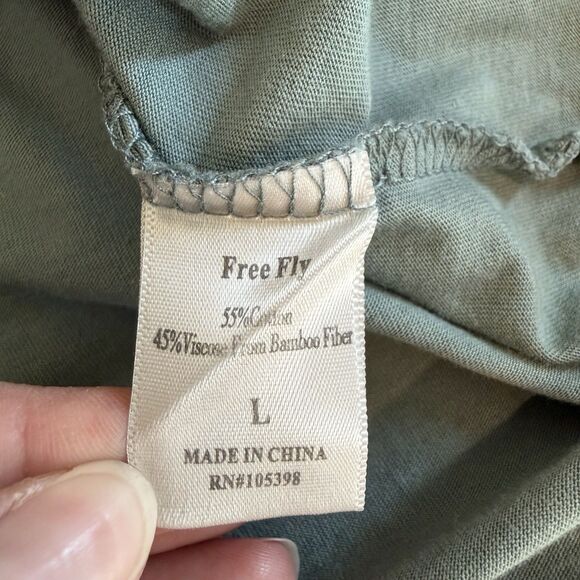 Free Fly
55%Cotton
45%Viscose From Bamboo Fiber
L
MADE IN CHINA
RN#105398